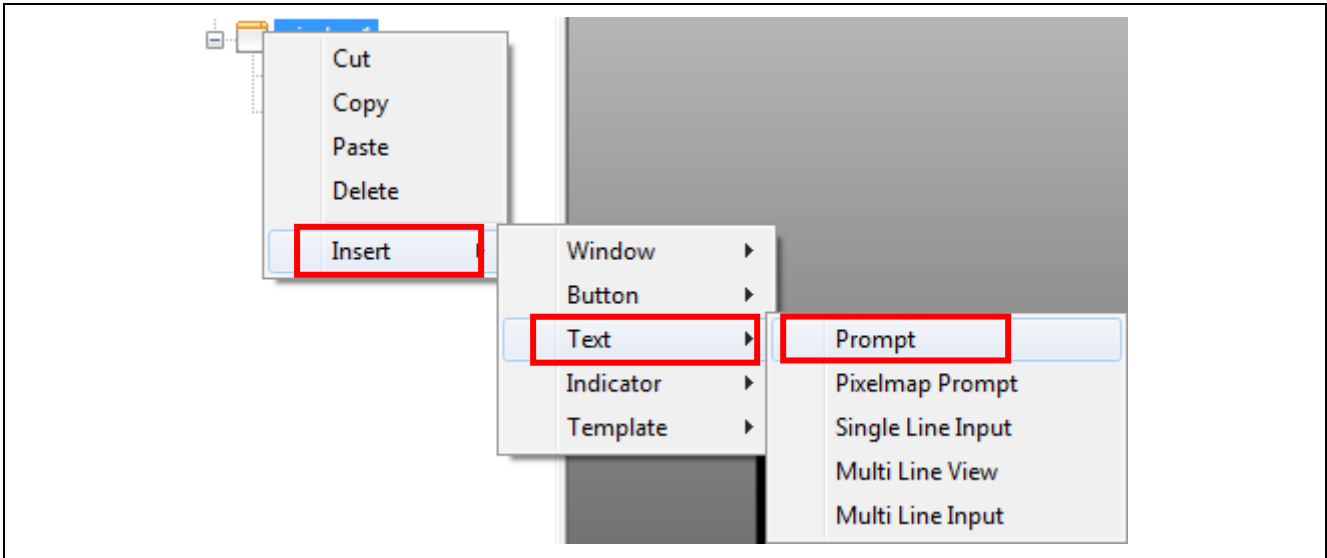 Cut
Copy
Paste
Delete
Insert
Window
Button
Text
Indicator
Template
Prompt
Pixelmap Prompt
Single Line Input
Multi Line View
Multi Line Input